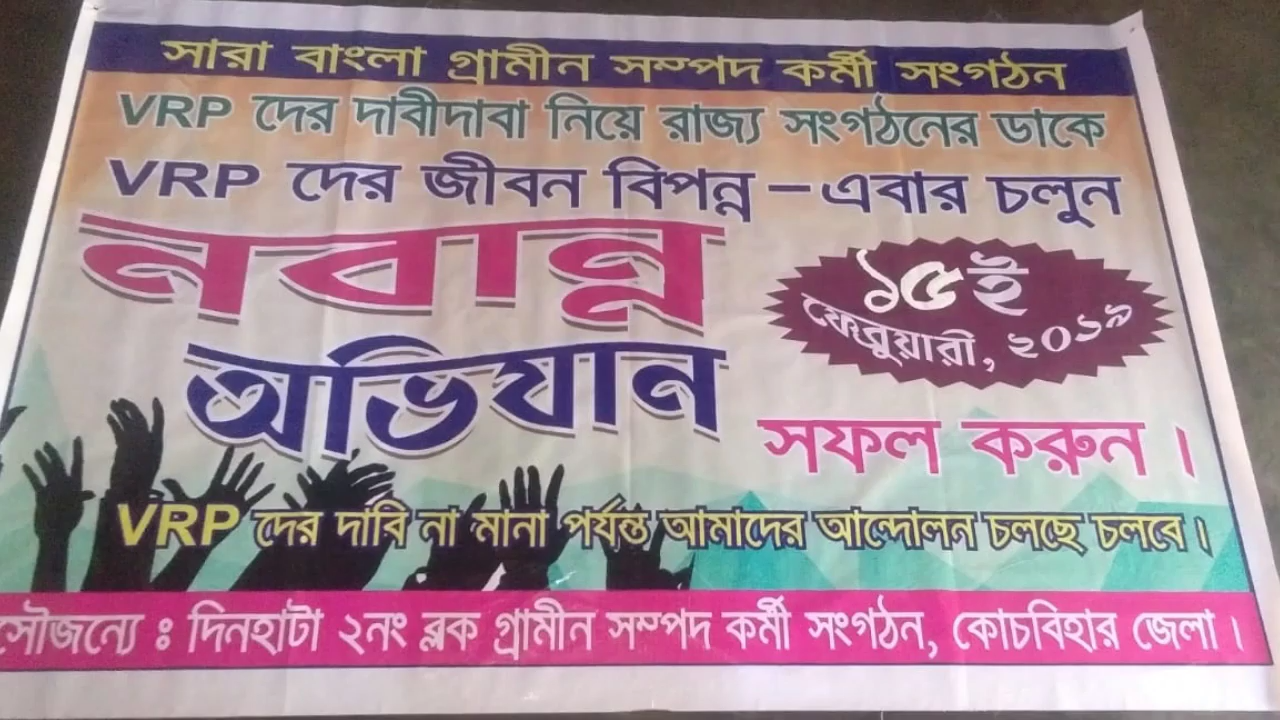 সারা বাংলা গ্রামীন সম্পদ কর্মী সংগঠন
VRP দের দাবীদাবা নিয়ে রাজ্য সংগঠনের ডাকে
VRP দের জীবন বিপন্ন – এবার চলুন
নবান্ন
অভিযান
১৫ই
ফেব্রুয়ারী, ২০১৯
সফল করুন ।
VRP দের দাবি না মানা পর্যন্ত আমাদের আন্দোলন চলছে চলবে।
সৌজন্যে ঃ দিনহাটা ২নং ব্লক গ্রামীন সম্পদ কর্মী সংগঠন, কোচবিহার জেলা।